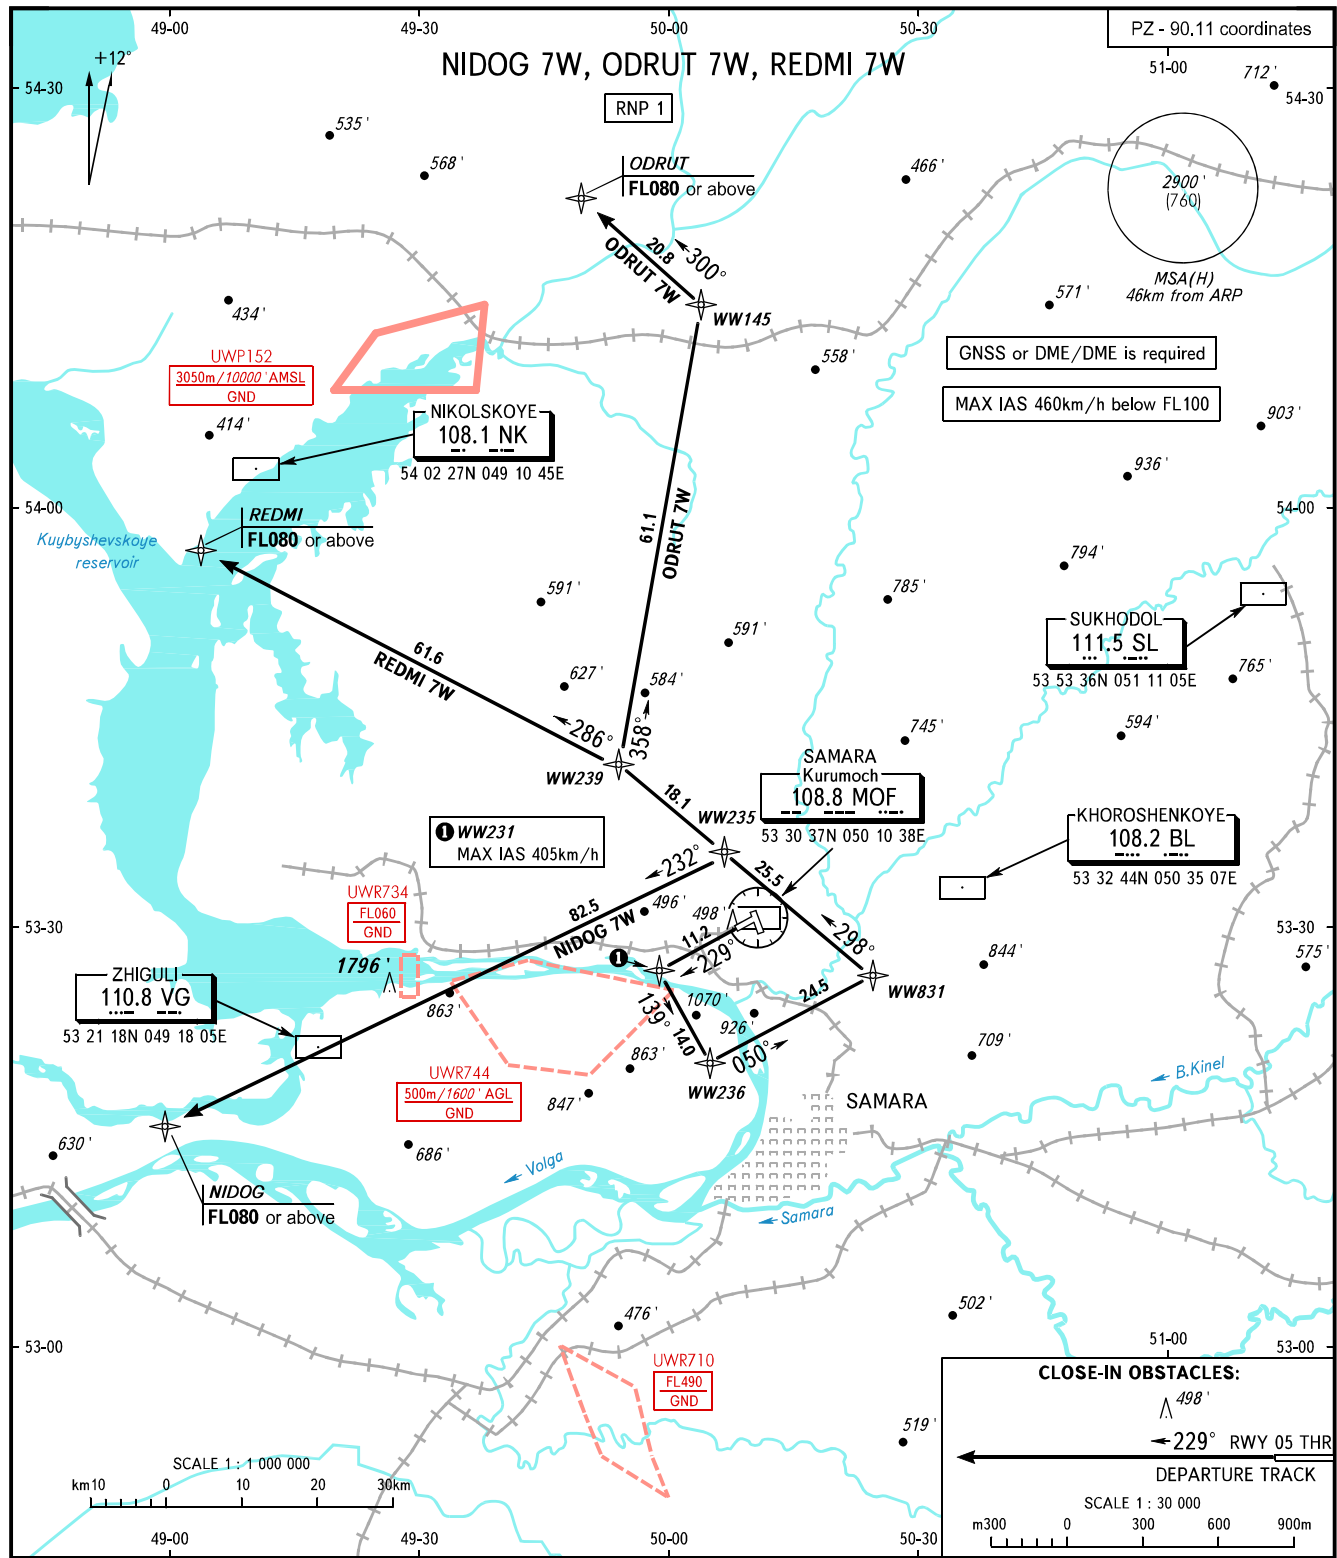 49-00
49-30
50-00
50-30
PZ - 90.11 coordinates
+12°
NIDOG 7W, ODRUT 7W, REDMI 7W
51-00
712'
54-30
54-30
RNP 1
535'
568'
ODRUT
FL080 or above
466'
2900'
(760)
MSA(H)
46km from ARP
20.8
300°
ODRUT 7W
WW145
434'
571'
UWP152
3050m/10000' AMSL
GND
558'
GNSS or DME/DME is required
MAX IAS 460km/h below FL100
414'
NIKOLSKOYE
108.1 NK
54 02 27N 049 10 45E
903'
936'
54-00
54-00
REDMI
FL080 or above
61.1
ODRUT 7W
Kuybyshevskoye
reservoir
794'
591'
785'
591'
SUKHODOL
111.5 SL
53 53 36N 051 11 05E
61.6
REDMI 7W
627'
584'
765'
594'
286°
358°
745'
WW239
SAMARA
Kurumoch
108.8 MOF
53 30 37N 050 10 38E
18.1
WW235
1 WW231
MAX IAS 405km/h
KHOROSHENKOYE
108.2 BL
53 32 44N 050 35 07E
232°
25.5
UWR734
FL060
GND
82.5
NIDOG 7W
496'
498'
53-30
53-30
11.2
229°
298°
1
1796'
844'
575'
ZHIGULI
110.8 VG
53 21 18N 049 18 05E
863'
139°
14.0
1070'
926'
24.5
WW831
050°
709'
UWR744
500m/1600' AGL
GND
863'
847'
WW236
SAMARA
B.Kinel
630'
686'
Volga
NIDOG
FL080 or above
Samara
476'
502'
51-00
53-00
53-00
UWR710
FL490
GND
CLOSE-IN OBSTACLES:
498'
519'
229° RWY 05 THR
DEPARTURE TRACK
SCALE 1 : 1 000 000
km10 0 10 20 30km
SCALE 1 : 30 000
m300 0 300 600 900m
49-00
49-30
50-00
50-30